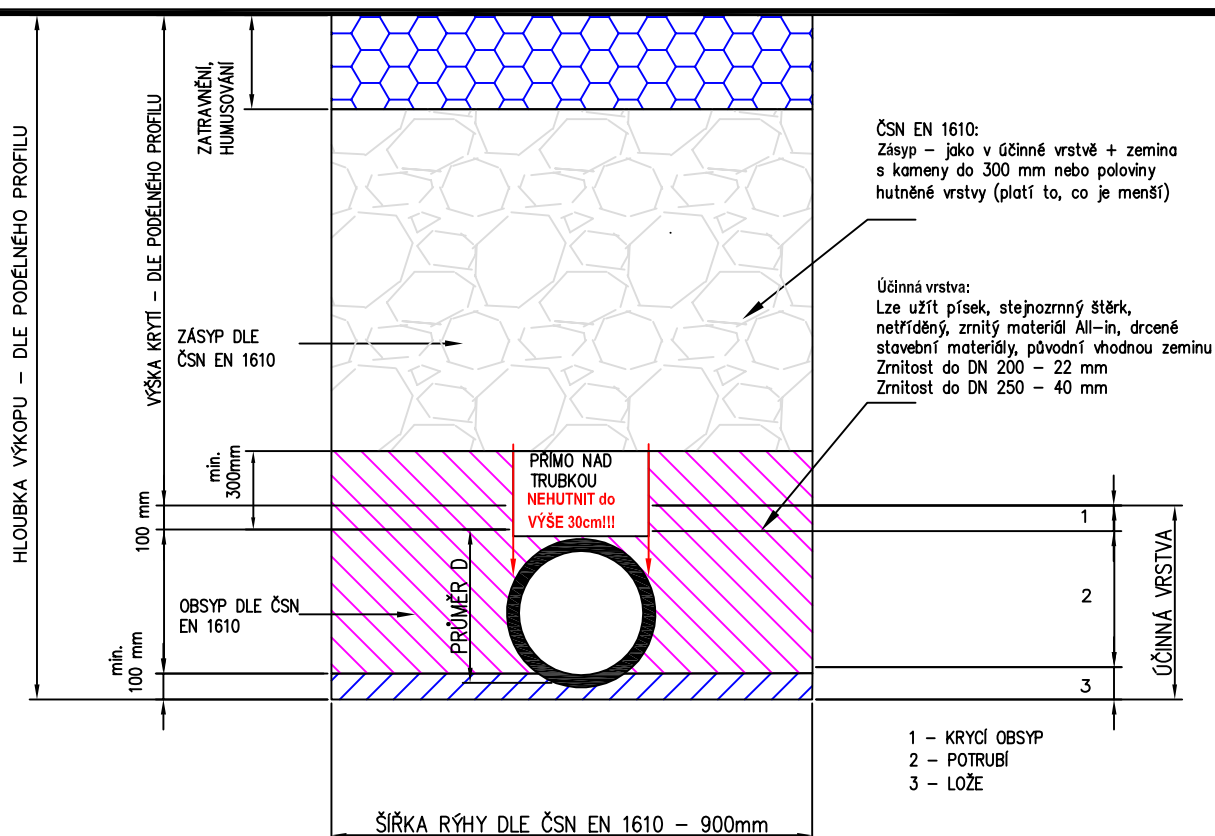 HLOUBKA VÝKOPU - DLE PODÉLNÉHO PROFILU
VÝŠKA KRYTÍ - DLE PODÉLNÉHO PROFILU
ZATRAVNĚNÍ,
HUMUSOVÁNÍ
ČSN EN 1610:
Zásyp - jako v účinné vrstvě + zemina
s kameny do 300 mm nebo poloviny
hutněné vrstvy (platí to, co je menší)
Účinná vrstva:
Lze užít písek, stejnozrnný štěrk,
netříděný, zrnitý materiál All-in, drcené
stavební materiály, původní vhodnou zeminu
Zrnitost do DN 200 - 22 mm
Zrnitost do DN 250 - 40 mm
ZÁSYP DLE
ČSN EN 1610
min.
300mm
100 mm
PŘÍMO NAD
TRUBKOU
NEHUTNIT do
VÝŠE 30cm!!!
PRŮMĚR D
OBSYP DLE ČSN
EN 1610
min.
100 mm
1
2
3
ÚČINNÁ VRSTVA
1 - KRYCÍ OBSYP
2 - POTRUBÍ
3 - LOŽE
ŠÍŘKA RÝHY DLE ČSN EN 1610 - 900mm